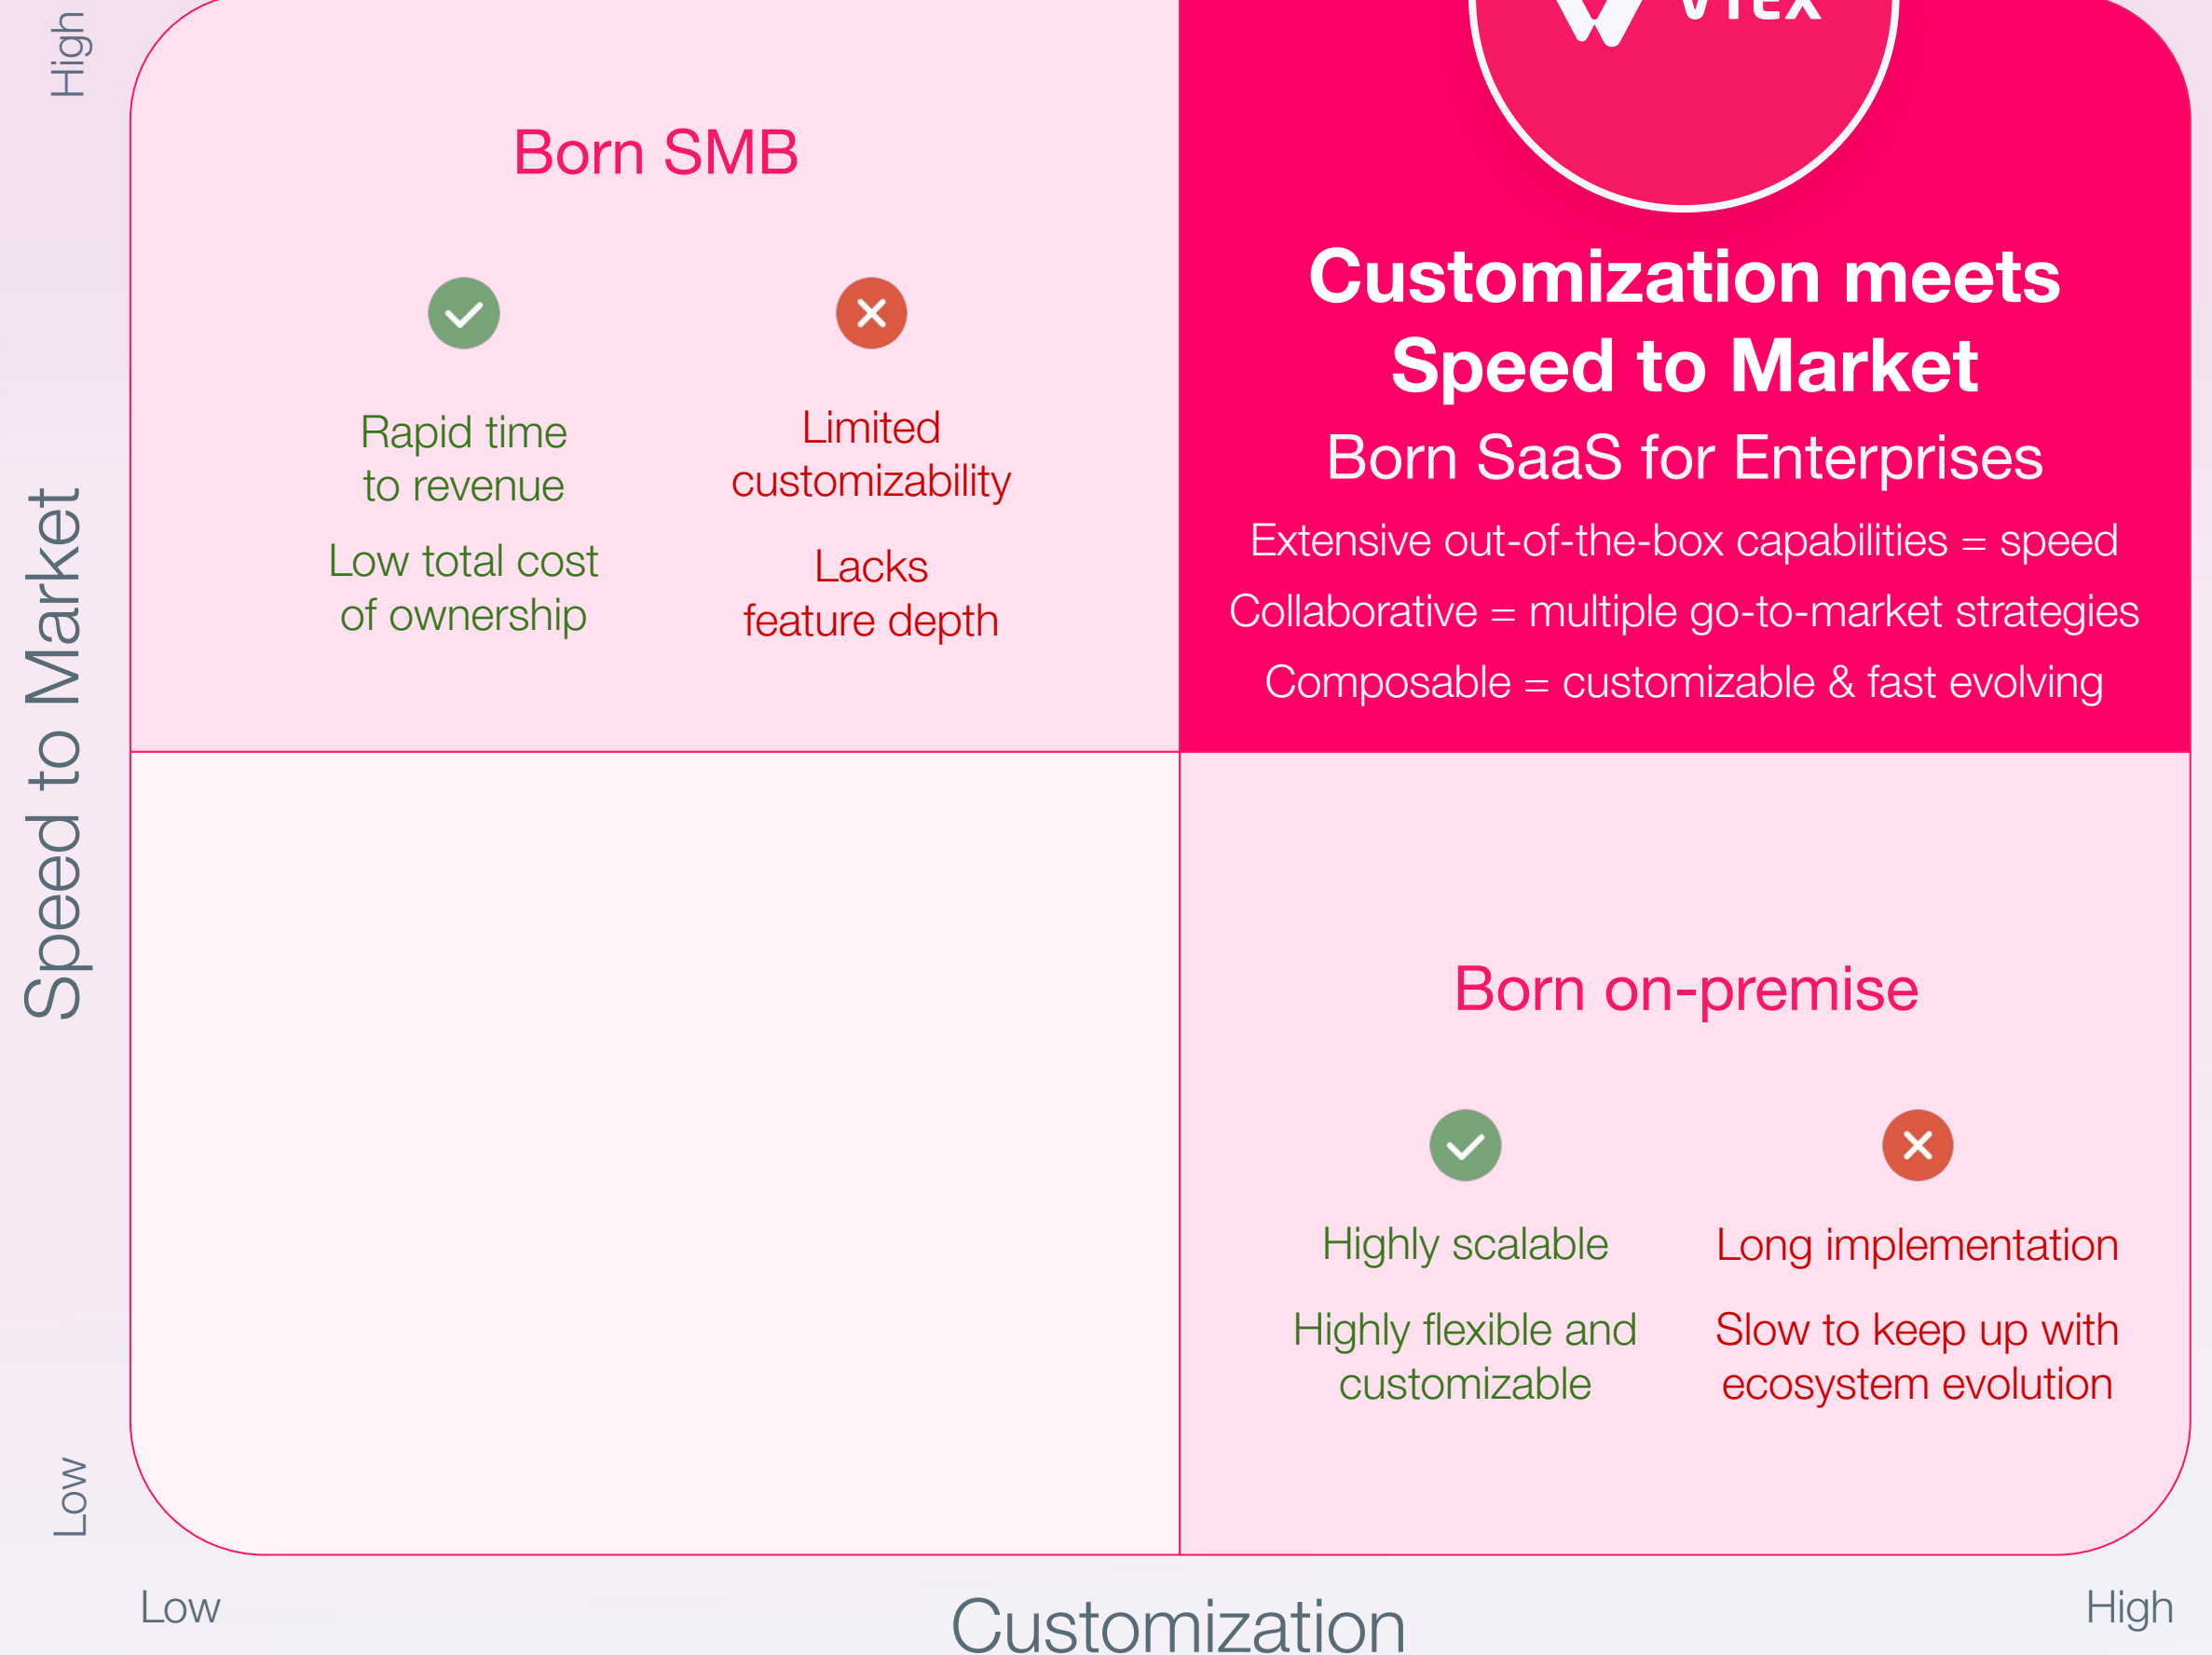 High
Speed to Market
Low
Born SMB
Rapid time
to revenue
Low total cost
of ownership
Limited
customizability
Lacks
feature depth
Customization meets
Speed to Market
Born SaaS for Enterprises
Extensive out-of-the-box capabilities = speed
Collaborative = multiple go-to-market strategies
Composable = customizable & fast evolving
Born on-premise
Highly scalable
Highly flexible and
customizable
Long implementation
Slow to keep up with
ecosystem evolution
Low
Customization
High